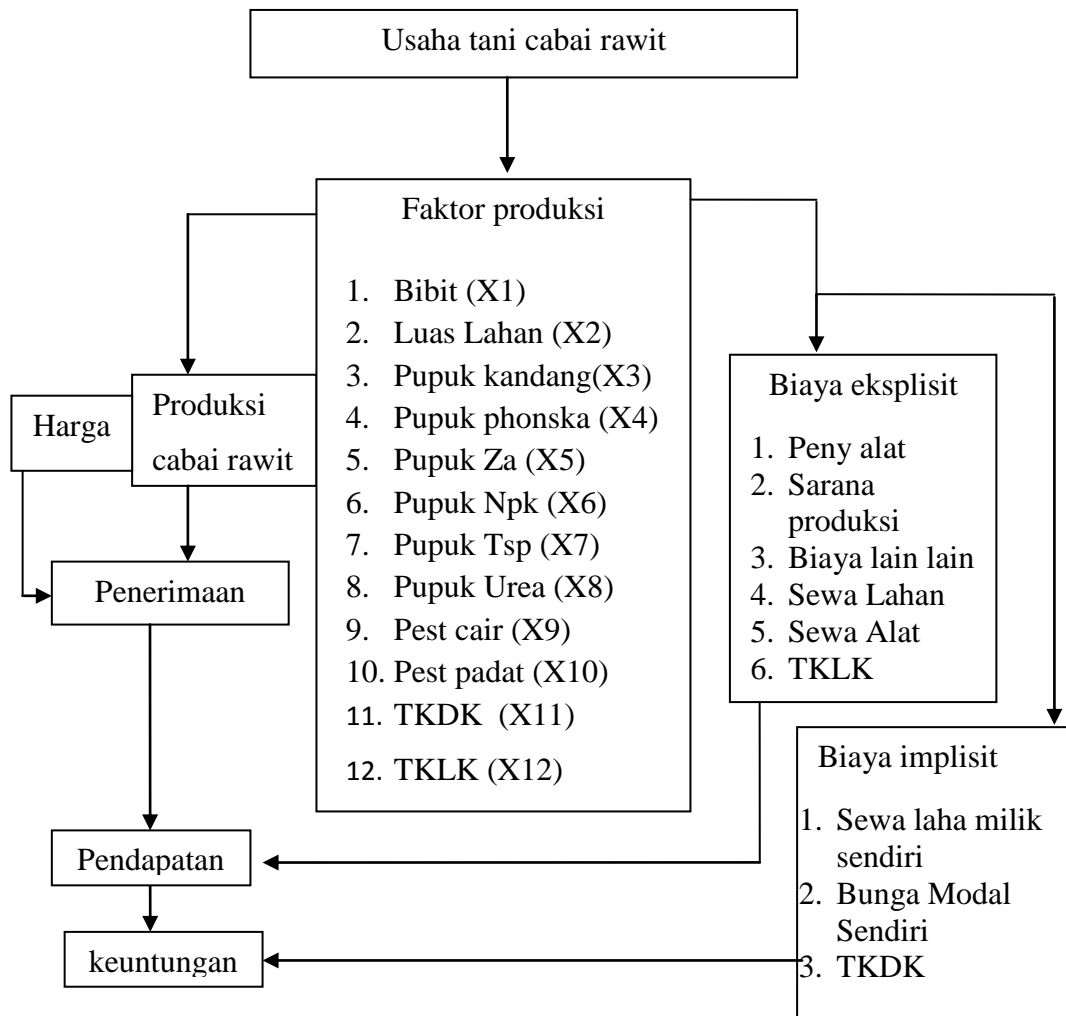 Usaha tani cabai rawit
Faktor produksi
1. Bibit (X1)
2. Luas Lahan (X2)
3. Pupuk kandang(X3)
4. Pupuk phonska (X4)
5. Pupuk Za (X5)
6. Pupuk Npk (X6)
7. Pupuk Tsp (X7)
8. Pupuk Urea (X8)
9. Pest cair (X9)
10. Pest padat (X10)
11. TKDK (X11)
12. TKLK (X12)
Harga
Produksi
cabai rawit
Penerimaan
Pendapatan
keuntungan
Biaya eksplisit
1. Peny alat
2. Sarana
produksi
3. Biaya lain lain
4. Sewa Lahan
5. Sewa Alat
6. TKLK
Biaya implisit
1. Sewa laha milik
sendiri
2. Bunga Modal
Sendiri
3. TKDK